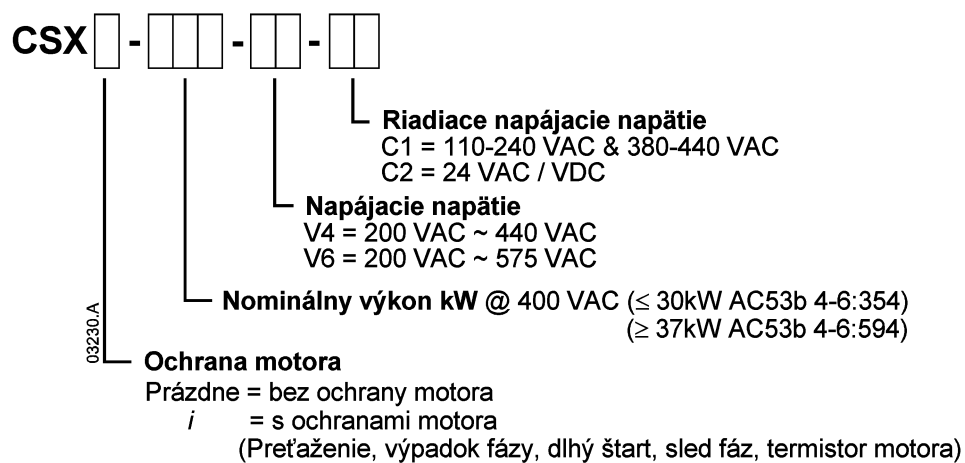 CSX - - -
Riadiace napájacie napätie
C1 = 110-240 VAC & 380-440 VAC
C2 = 24 VAC / VDC
Napájacie napätie
V4 = 200 VAC ~ 440 VAC
V6 = 200 VAC ~ 575 VAC
Nominálny výkon kW @ 400 VAC (≤ 30kW AC53b 4-6:354)
(≥ 37kW AC53b 4-6:594)
03230.A
Ochrana motora
Prázdne = bez ochrany motora
i = s ochranami motora
(Preťaženie, výpadok fázy, dlhý štart, sled fáz, termistor motora)